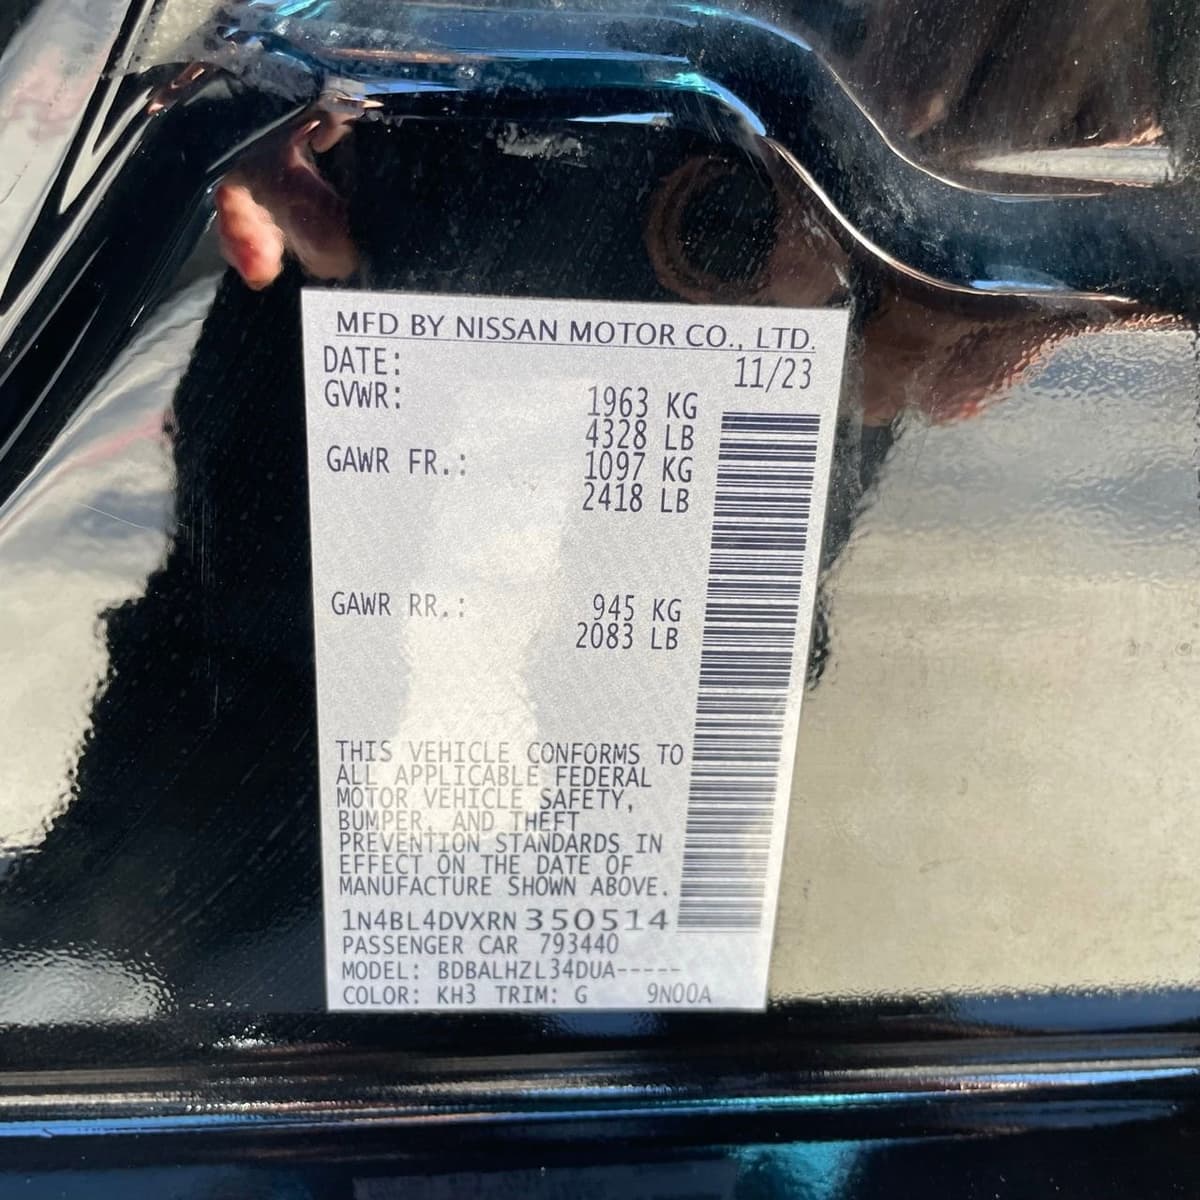 MFD BY NISSAN MOTOR CO., LTD.
DATE: 11/23
GVWR: 1963 KG
4328 LB
GAWR FR.: 1097 KG
2418 LB
GAWR RR.: 945 KG
2083 LB
THIS VEHICLE CONFORMS TO
ALL APPLICABLE FEDERAL
MOTOR VEHICLE SAFETY,
BUMPER, AND THEFT
PREVENTION STANDARDS IN
EFFECT ON THE DATE OF
MANUFACTURE SHOWN ABOVE.
1N4BL4DVXRN350514
PASSENGER CAR 793440
MODEL: BDBALHZL34DUA-----
COLOR: KH3 TRIM: G 9N00A